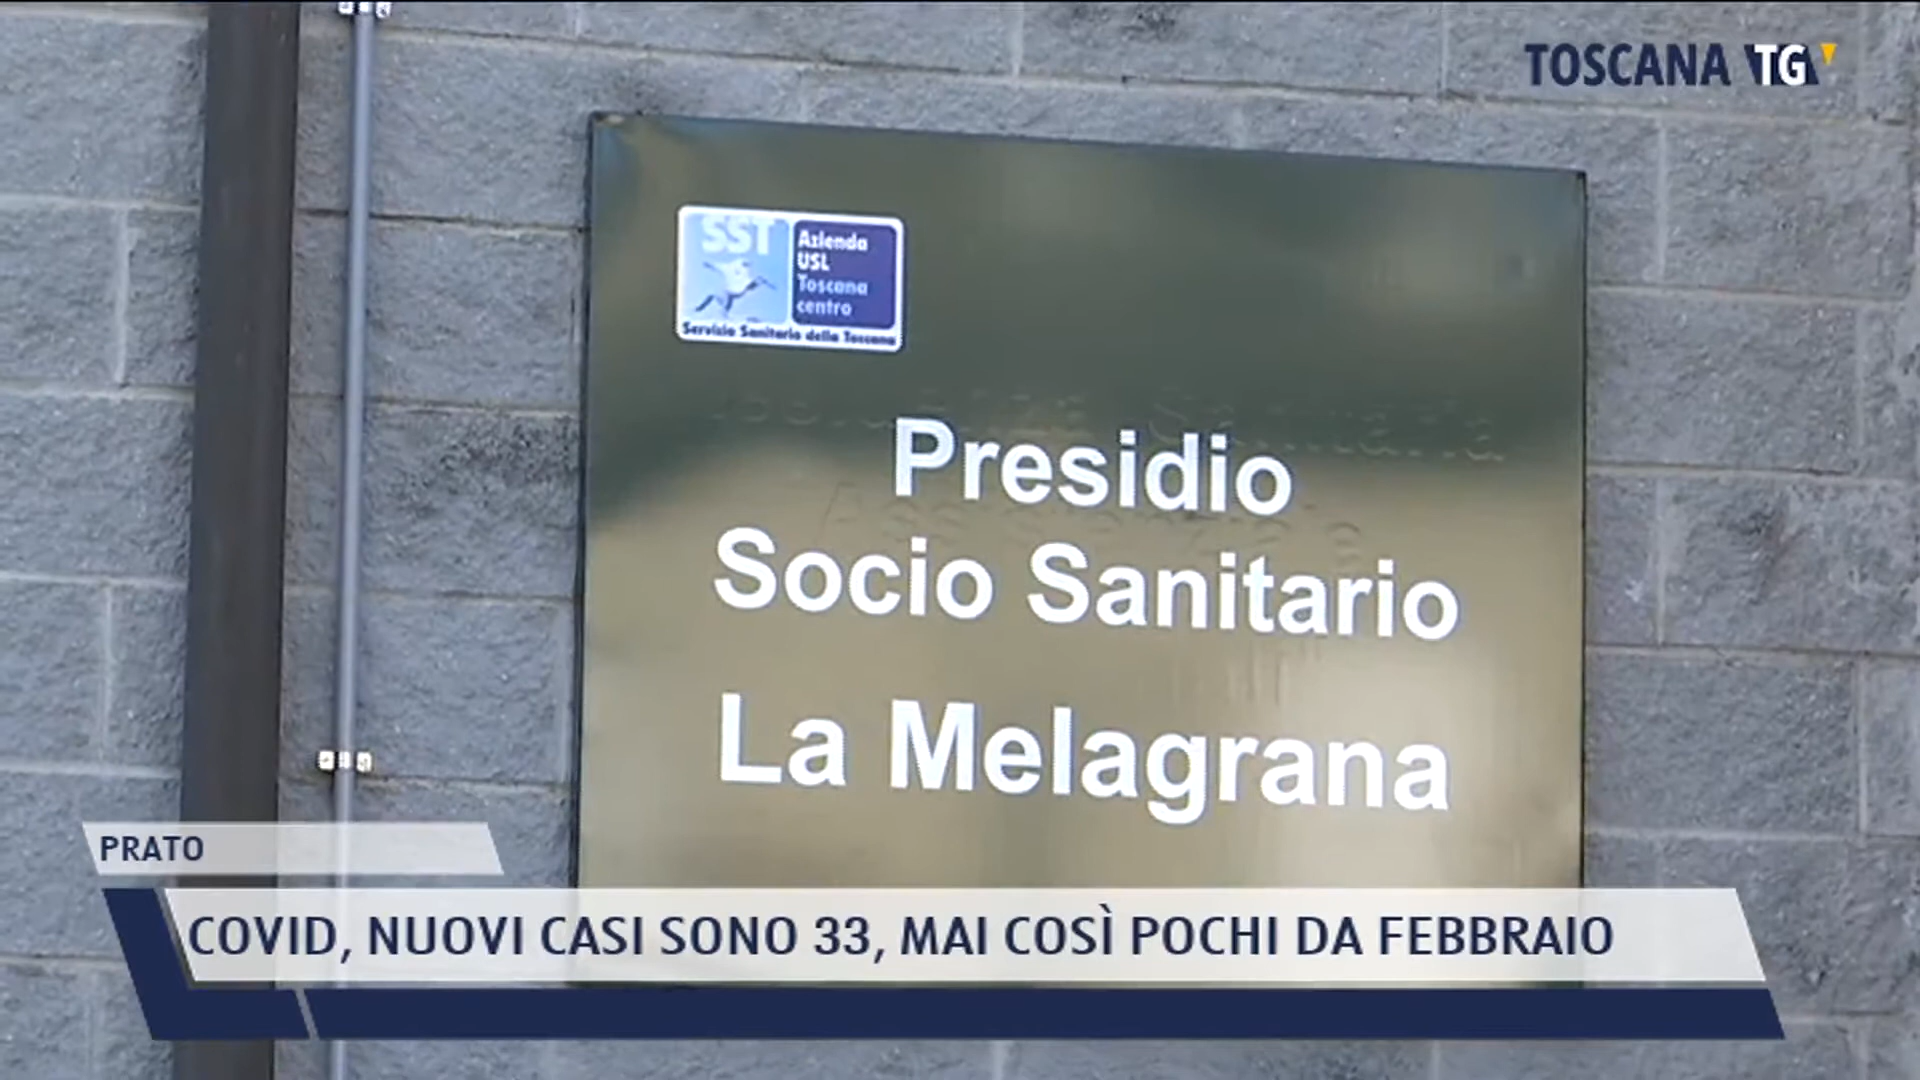 TOSCANA TG
SST
Azienda
USL
Toscana
centro
Servizio Sanitario della Toscana
Presidio
Socio Sanitario
La Melagrana
PRATO
COVID, NUOVI CASI SONO 33, MAI COSÌ POCHI DA FEBBRAIO